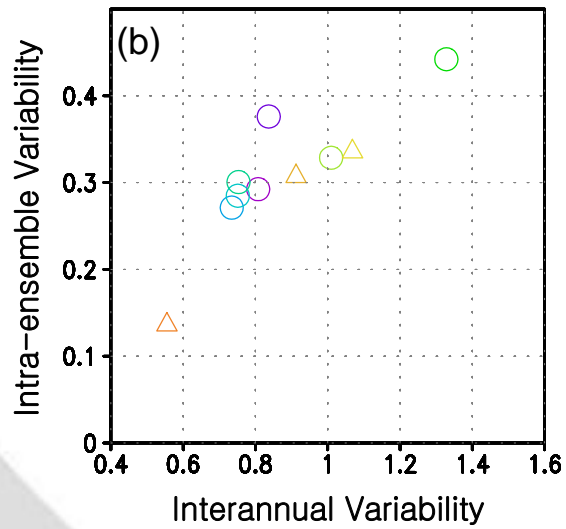 (b)
Intra-ensemble Variability
0.4
0.3
0.2
0.1
0
0.4 0.6 0.8 1 1.2 1.4 1.6
Interannual Variability